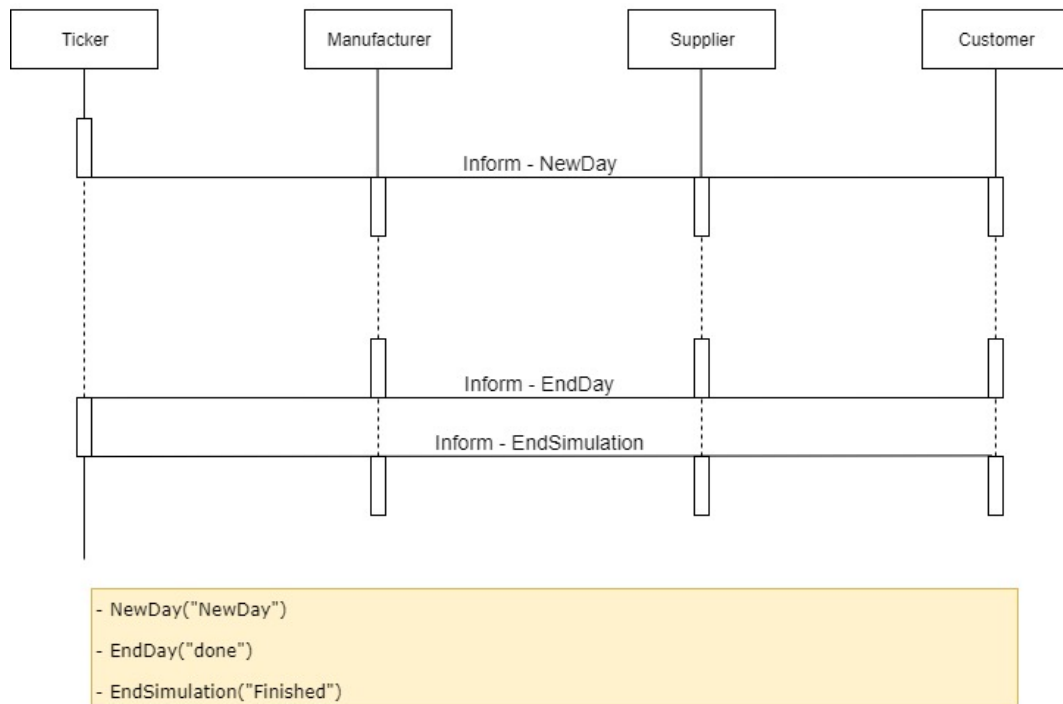 Ticker
Manufacturer
Supplier
Customer
Inform - NewDay
Inform - EndDay
Inform - EndSimulation
- NewDay("NewDay")
- EndDay("done")
- EndSimulation("Finished")